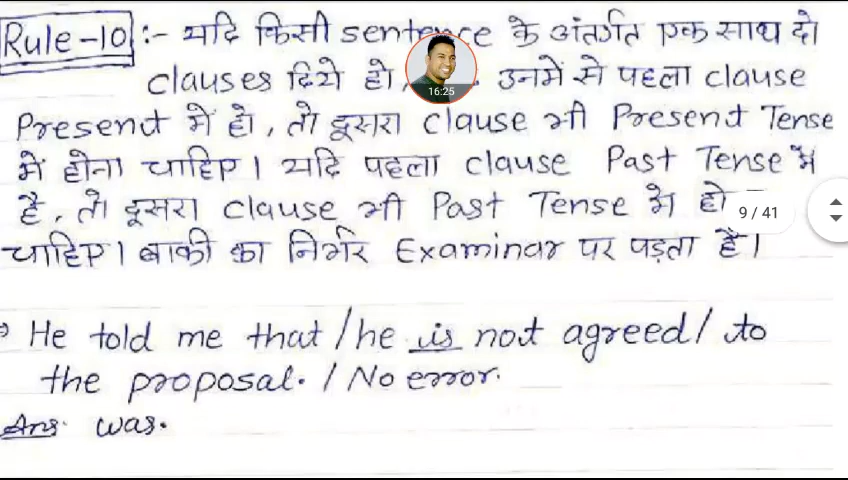 Rule-10 :- यदि किसी sentence के अंतर्गत एक साथ दो
clauses दिये हो, उनमें से पहला clause
Present में हो, तो दूसरा clause भी Present Tense
में होना चाहिए। यदि पहला clause Past Tense में
है, तो दूसरा clause भी Past Tense में हो
चाहिए। बाकी का निर्भर Examinar पर पड़ता है।
He told me that /he is not agreed/ to
the proposal. / No error.
Ans. was.
16:25
9 / 41